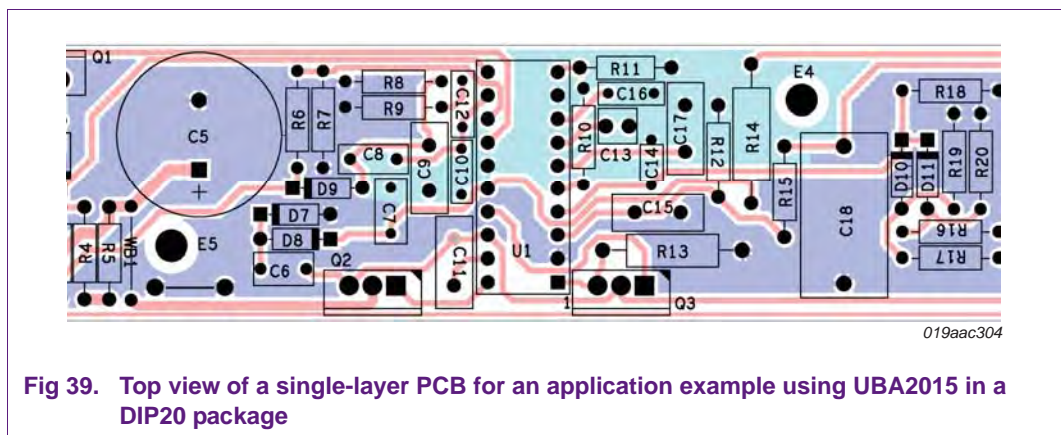 Q1
C5
+
R6
R7
R8
R9
C12
C8
C9
C10
D9
D7
D8
C7
C6
Q2
C11
R4
R5
WB1
E5
U1
1
R11
C16
R10
C13
C14
C17
R12
R14
E4
C15
R13
Q3
R15
C18
R18
D10
D11
R19
R20
R16
R17
019aac304
Fig 39. Top view of a single-layer PCB for an application example using UBA2015 in a
DIP20 package